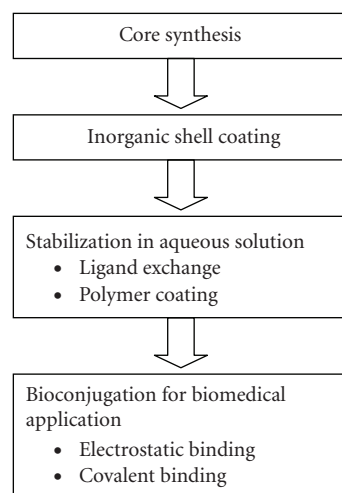 Core synthesis
Inorganic shell coating
Stabilization in aqueous solution
• Ligand exchange
• Polymer coating
Bioconjugation for biomedical
application
• Electrostatic binding
• Covalent binding